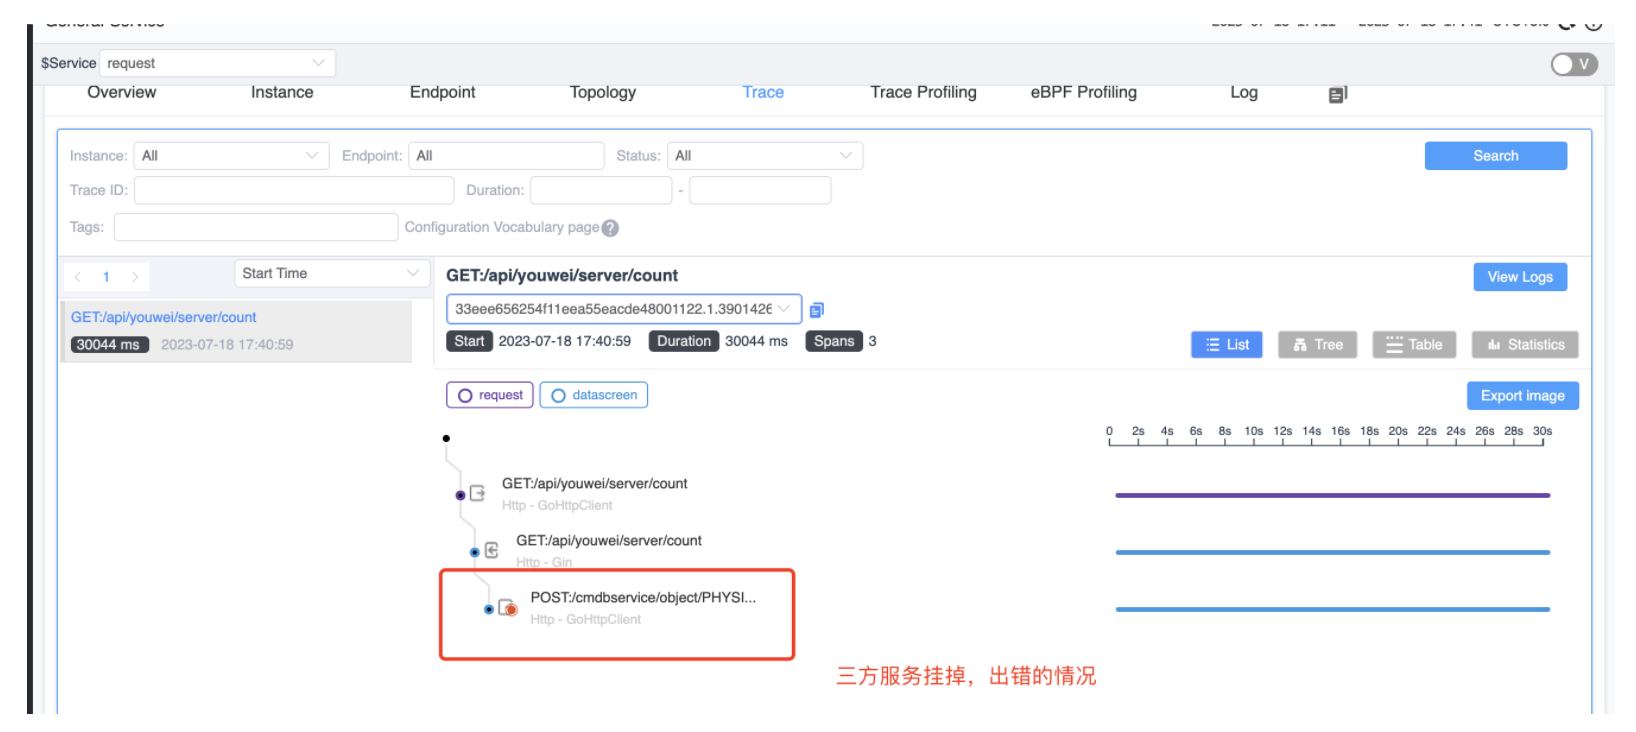 General Service
$Service request V
Overview Instance Endpoint Topology Trace Trace Profiling eBPF Profiling Log
Instance: All Endpoint: All Status: All Search
Trace ID: Duration: -
Tags: Configuration Vocabulary page ?
1 Start Time GET:/api/youwei/server/count View Logs
GET:/api/youwei/server/count 33eee656254f11eea55eacde48001122.1.3901426
30044 ms 2023-07-18 17:40:59 Start 2023-07-18 17:40:59 Duration 30044 ms Spans 3 List Tree Table Statistics
request datascreen Export image
0 2s 4s 6s 8s 10s 12s 14s 16s 18s 20s 22s 24s 26s 28s 30s
GET:/api/youwei/server/count
Http - GoHttpClient
GET:/api/youwei/server/count
Http - Gin
POST:/cmdbservice/object/PHYSI...
Http - GoHttpClient
三方服务挂掉，出错的情况